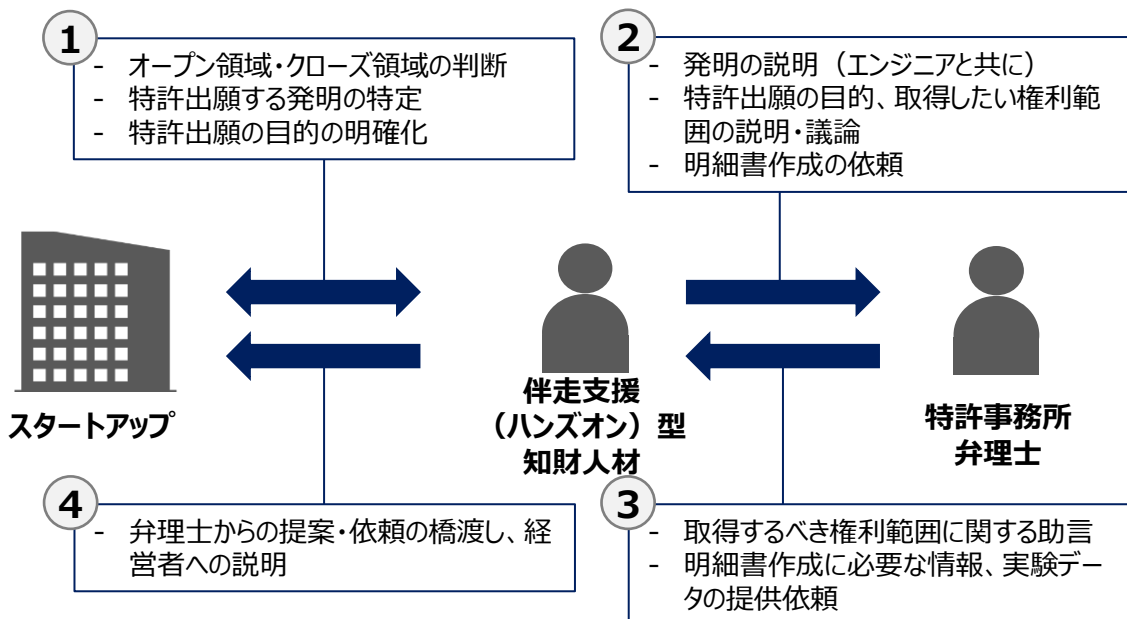 1
- オープン領域・クローズ領域の判断
- 特許出願する発明の特定
- 特許出願の目的の明確化
2
- 発明の説明（エンジニアと共に）
- 特許出願の目的、取得したい権利範
囲の説明・議論
- 明細書作成の依頼
スタートアップ
伴走支援
（ハンズオン）型
知財人材
特許事務所
弁理士
4
- 弁理士からの提案・依頼の橋渡し、経
営者への説明
3
- 取得するべき権利範囲に関する助言
- 明細書作成に必要な情報、実験デー
タの提供依頼